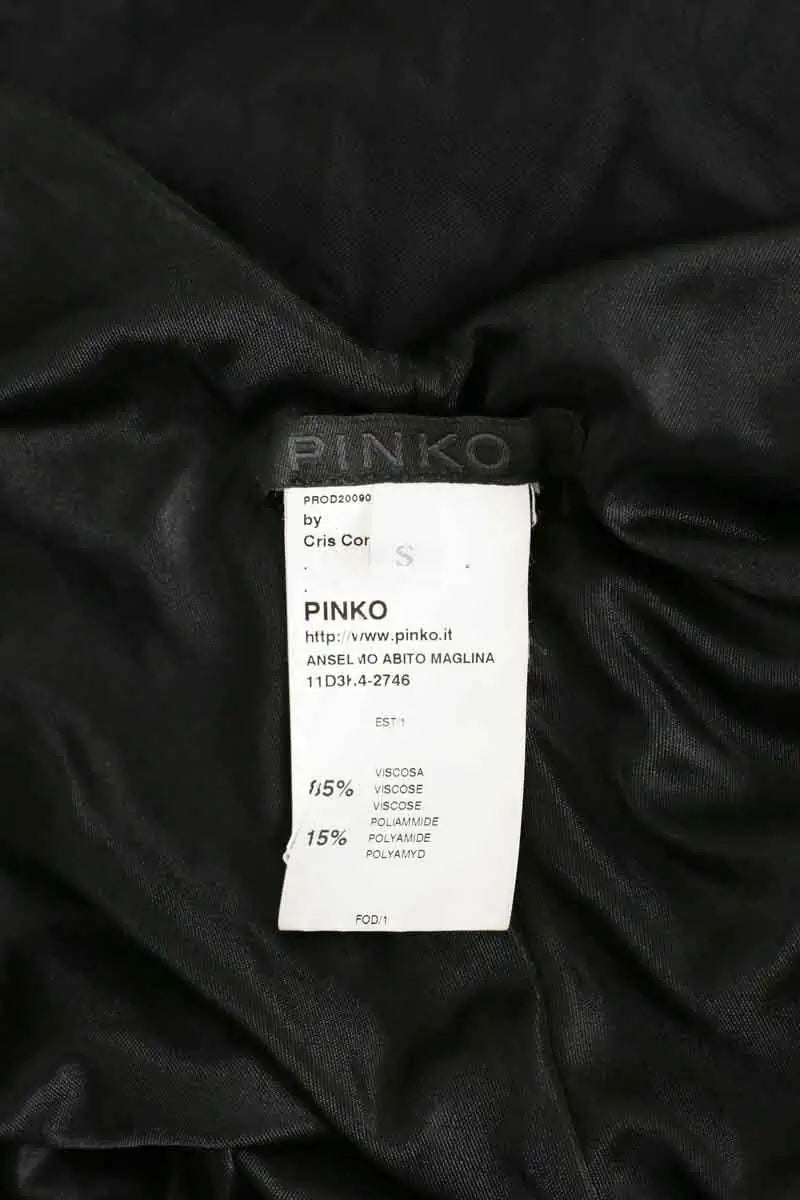 PINKO
PROD20090
by
Cris Cor
S
PINKO
http://www.pinko.it
ANSELMO ABITO MAGLINA
EST/1
85% VISCOSA
VISCOSE
VISCOSE
15% POLIAMMIDE
POLYAMIDE
POLYAMYD
FOD/1